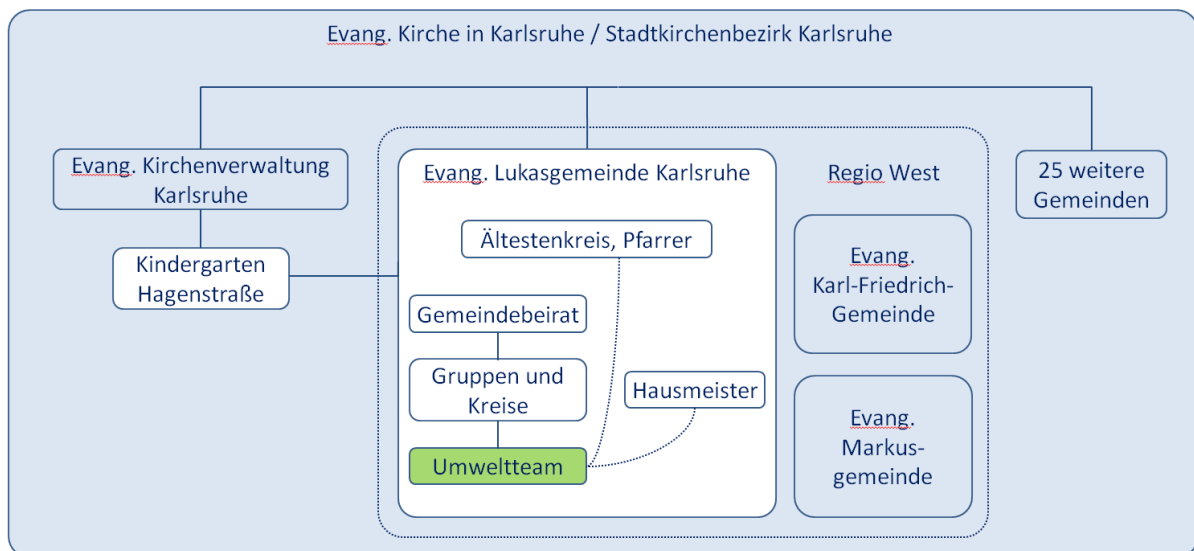 Evang. Kirche in Karlsruhe / Stadtkirchenbezirk Karlsruhe
Evang. Kirchenverwaltung
Karlsruhe
Kindergarten
Hagenstraße
Evang. Lukasgemeinde Karlsruhe
Ältestenkreis, Pfarrer
Gemeindebeirat
Gruppen und
Kreise
Hausmeister
Umweltteam
Regio West
Evang.
Karl-Friedrich-
Gemeinde
Evang.
Markus-
gemeinde
25 weitere
Gemeinden